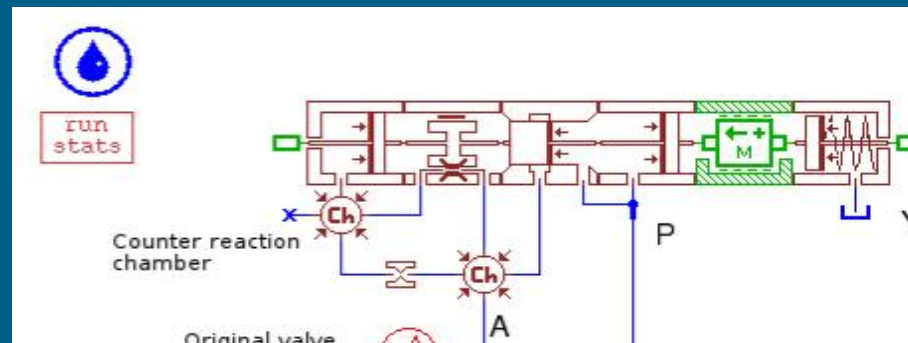 run
stats
M
Ch
P
Y
Counter reaction
chamber
Ch
A
Original valve